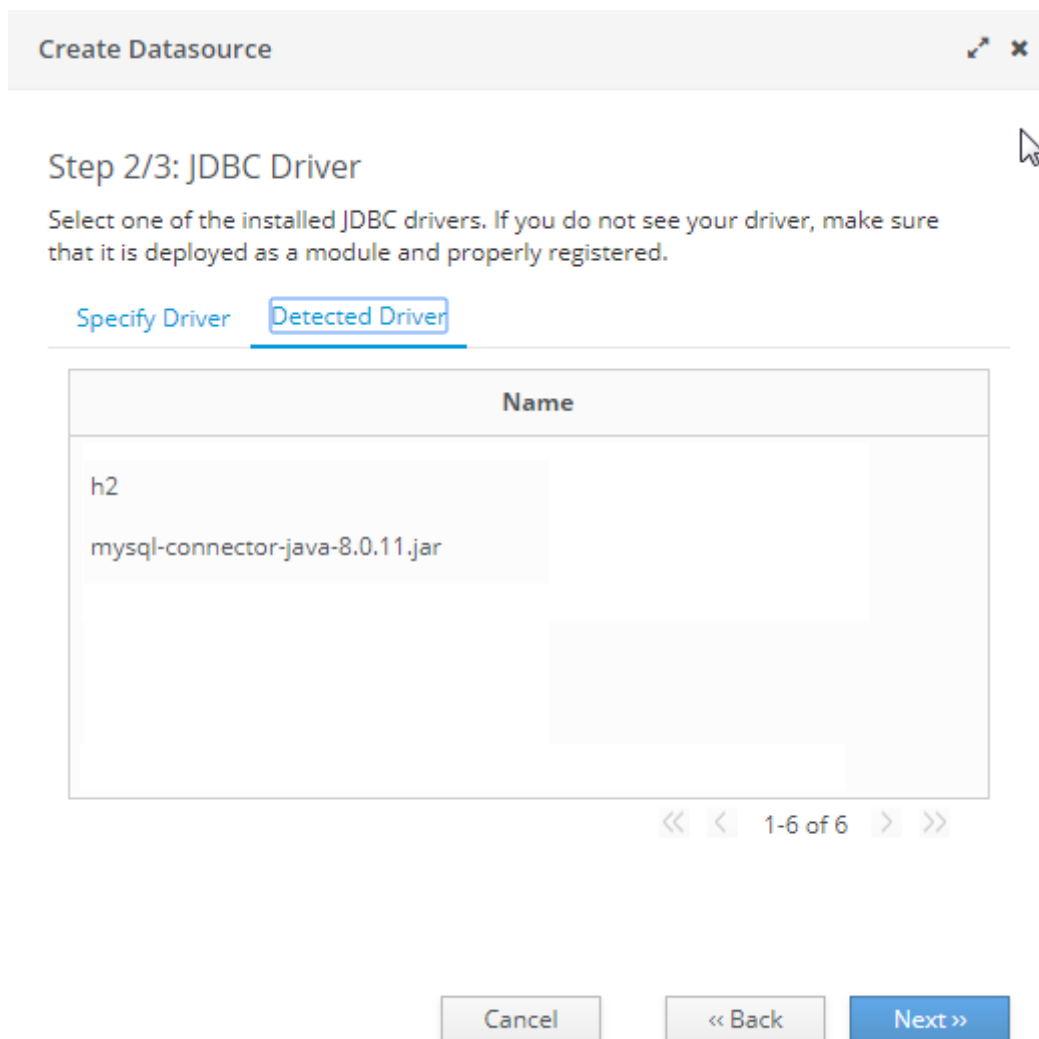 Create Datasource
Step 2/3: JDBC Driver
Select one of the installed JDBC drivers. If you do not see your driver, make sure
that it is deployed as a module and properly registered.
Specify Driver Detected Driver
Name
h2
mysql-connector-java-8.0.11.jar
1-6 of 6
Cancel « Back Next »